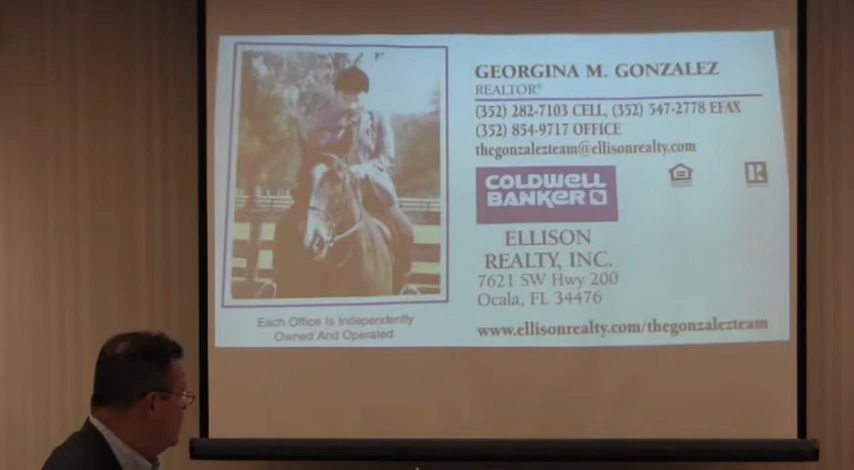 GEORGINA M. GONZALEZ
REALTOR®
(352) 282-7103 CELL, (352) 547-2778 EFAX
(352) 854-9717 OFFICE
thegonzalezteam@ellisonrealty.com
COLDWELL
BANKER
R
ELLISON
REALTY, INC.
7621 SW Hwy 200
Ocala, FL 34476
www.ellisonrealty.com/thegonzalezteam
Each Office Is Independently
Owned And Operated.